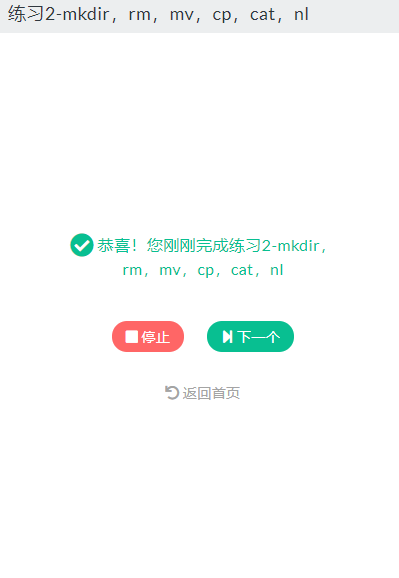 练习2-mkdir，rm，mv，cp，cat，nl
恭喜！您刚刚完成练习2-mkdir，
rm，mv，cp，cat，nl
停止
下一个
返回首页